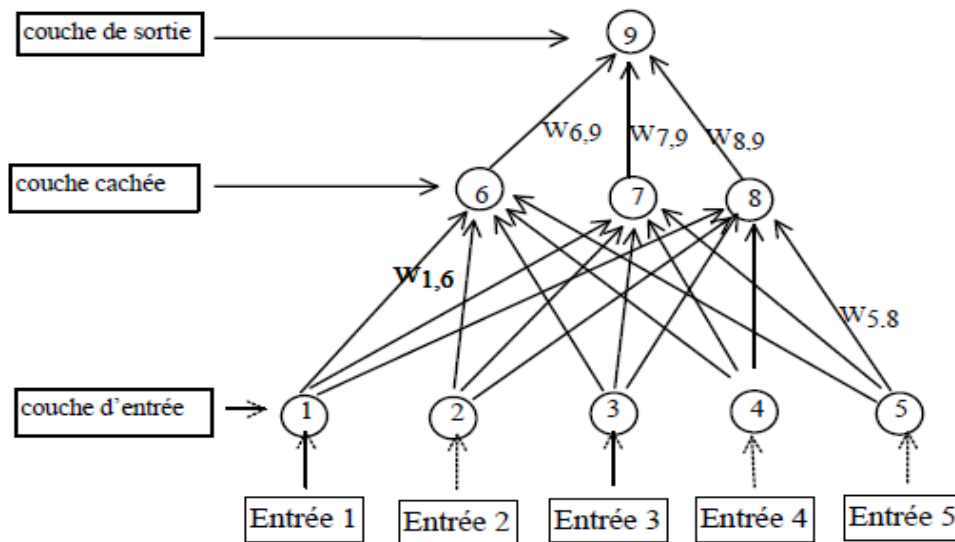 couche de sortie
9
W6,9
W7,9
W8,9
couche cachée
6
7
8
W1,6
W5.8
couche d'entrée
1
2
3
4
5
Entrée 1
Entrée 2
Entrée 3
Entrée 4
Entrée 5